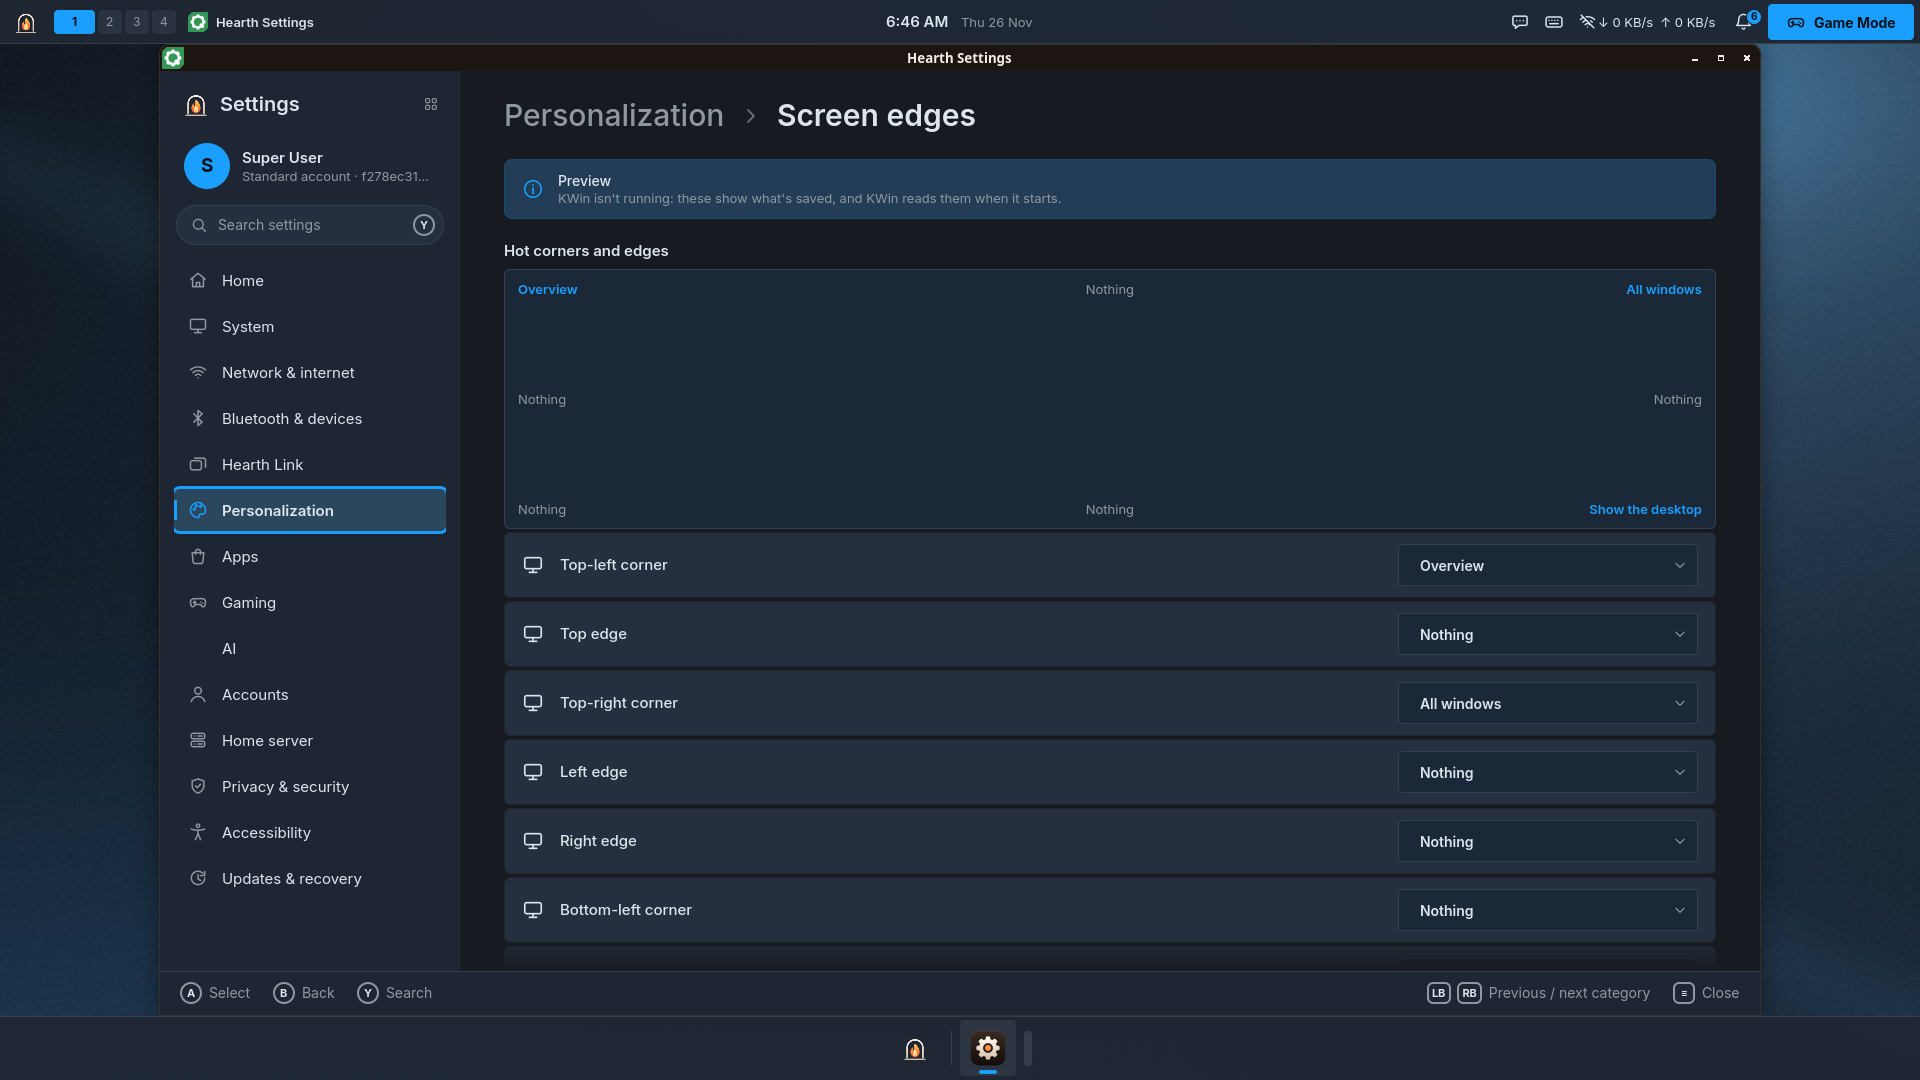 1 2 3 4 Hearth Settings 6:46 AM Thu 26 Nov ↓ 0 KB/s ↑ 0 KB/s 6 Game Mode
Hearth Settings
Settings
Super User
Standard account · f278ec31...
Search settings Y
Home
System
Network & internet
Bluetooth & devices
Hearth Link
Personalization
Apps
Gaming
AI
Accounts
Home server
Privacy & security
Accessibility
Updates & recovery
Personalization > Screen edges
Preview
KWin isn't running: these show what's saved, and KWin reads them when it starts.
Hot corners and edges
Overview Nothing All windows
Nothing Nothing
Nothing Nothing Show the desktop
Top-left corner Overview
Top edge Nothing
Top-right corner All windows
Left edge Nothing
Right edge Nothing
Bottom-left corner Nothing
A Select B Back Y Search LB RB Previous / next category ≡ Close
S